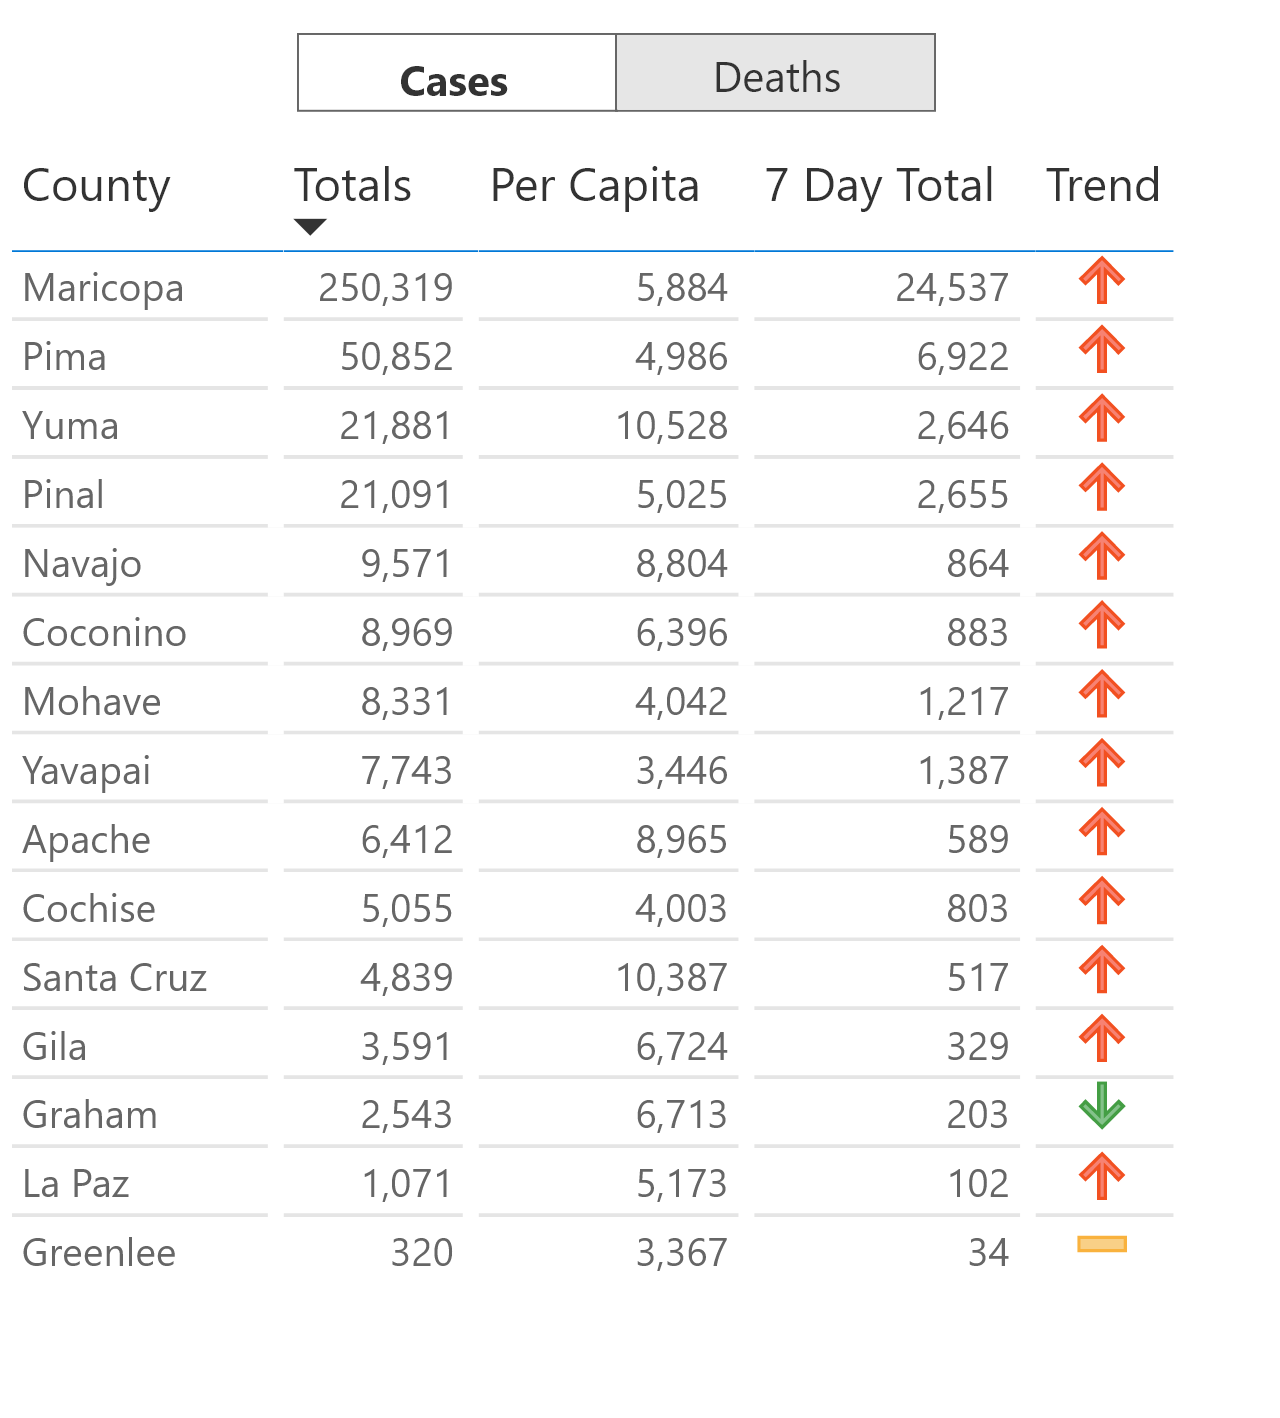 Cases Deaths
County Totals Per Capita 7 Day Total Trend
Maricopa 250,319 5,884 24,537
Pima 50,852 4,986 6,922
Yuma 21,881 10,528 2,646
Pinal 21,091 5,025 2,655
Navajo 9,571 8,804 864
Coconino 8,969 6,396 883
Mohave 8,331 4,042 1,217
Yavapai 7,743 3,446 1,387
Apache 6,412 8,965 589
Cochise 5,055 4,003 803
Santa Cruz 4,839 10,387 517
Gila 3,591 6,724 329
Graham 2,543 6,713 203
La Paz 1,071 5,173 102
Greenlee 320 3,367 34